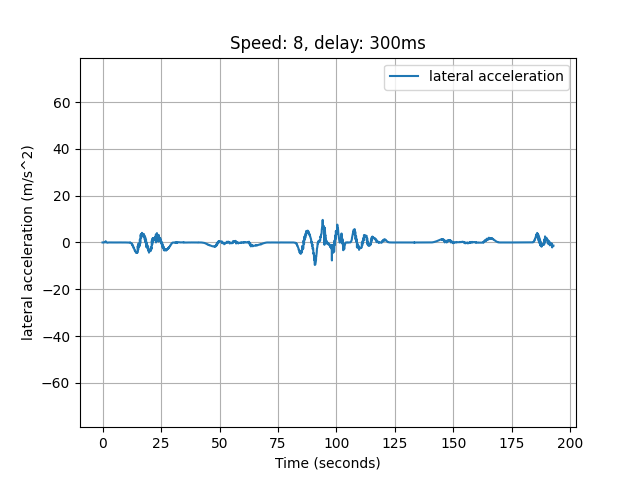 Speed: 8, delay: 300ms
lateral acceleration
lateral acceleration (m/s^2)
60
40
20
0
−20
−40
−60
0 25 50 75 100 125 150 175 200
Time (seconds)